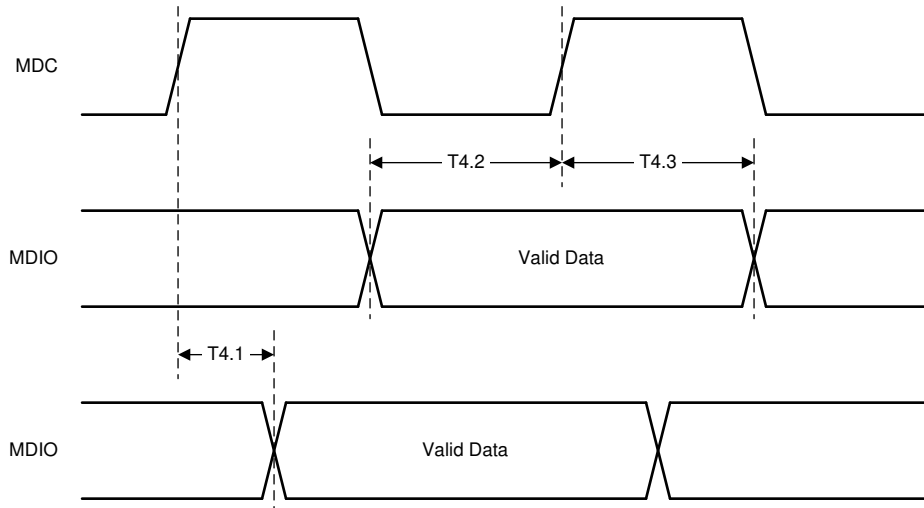 MDC
T4.2
T4.3
MDIO
Valid Data
T4.1
MDIO
Valid Data